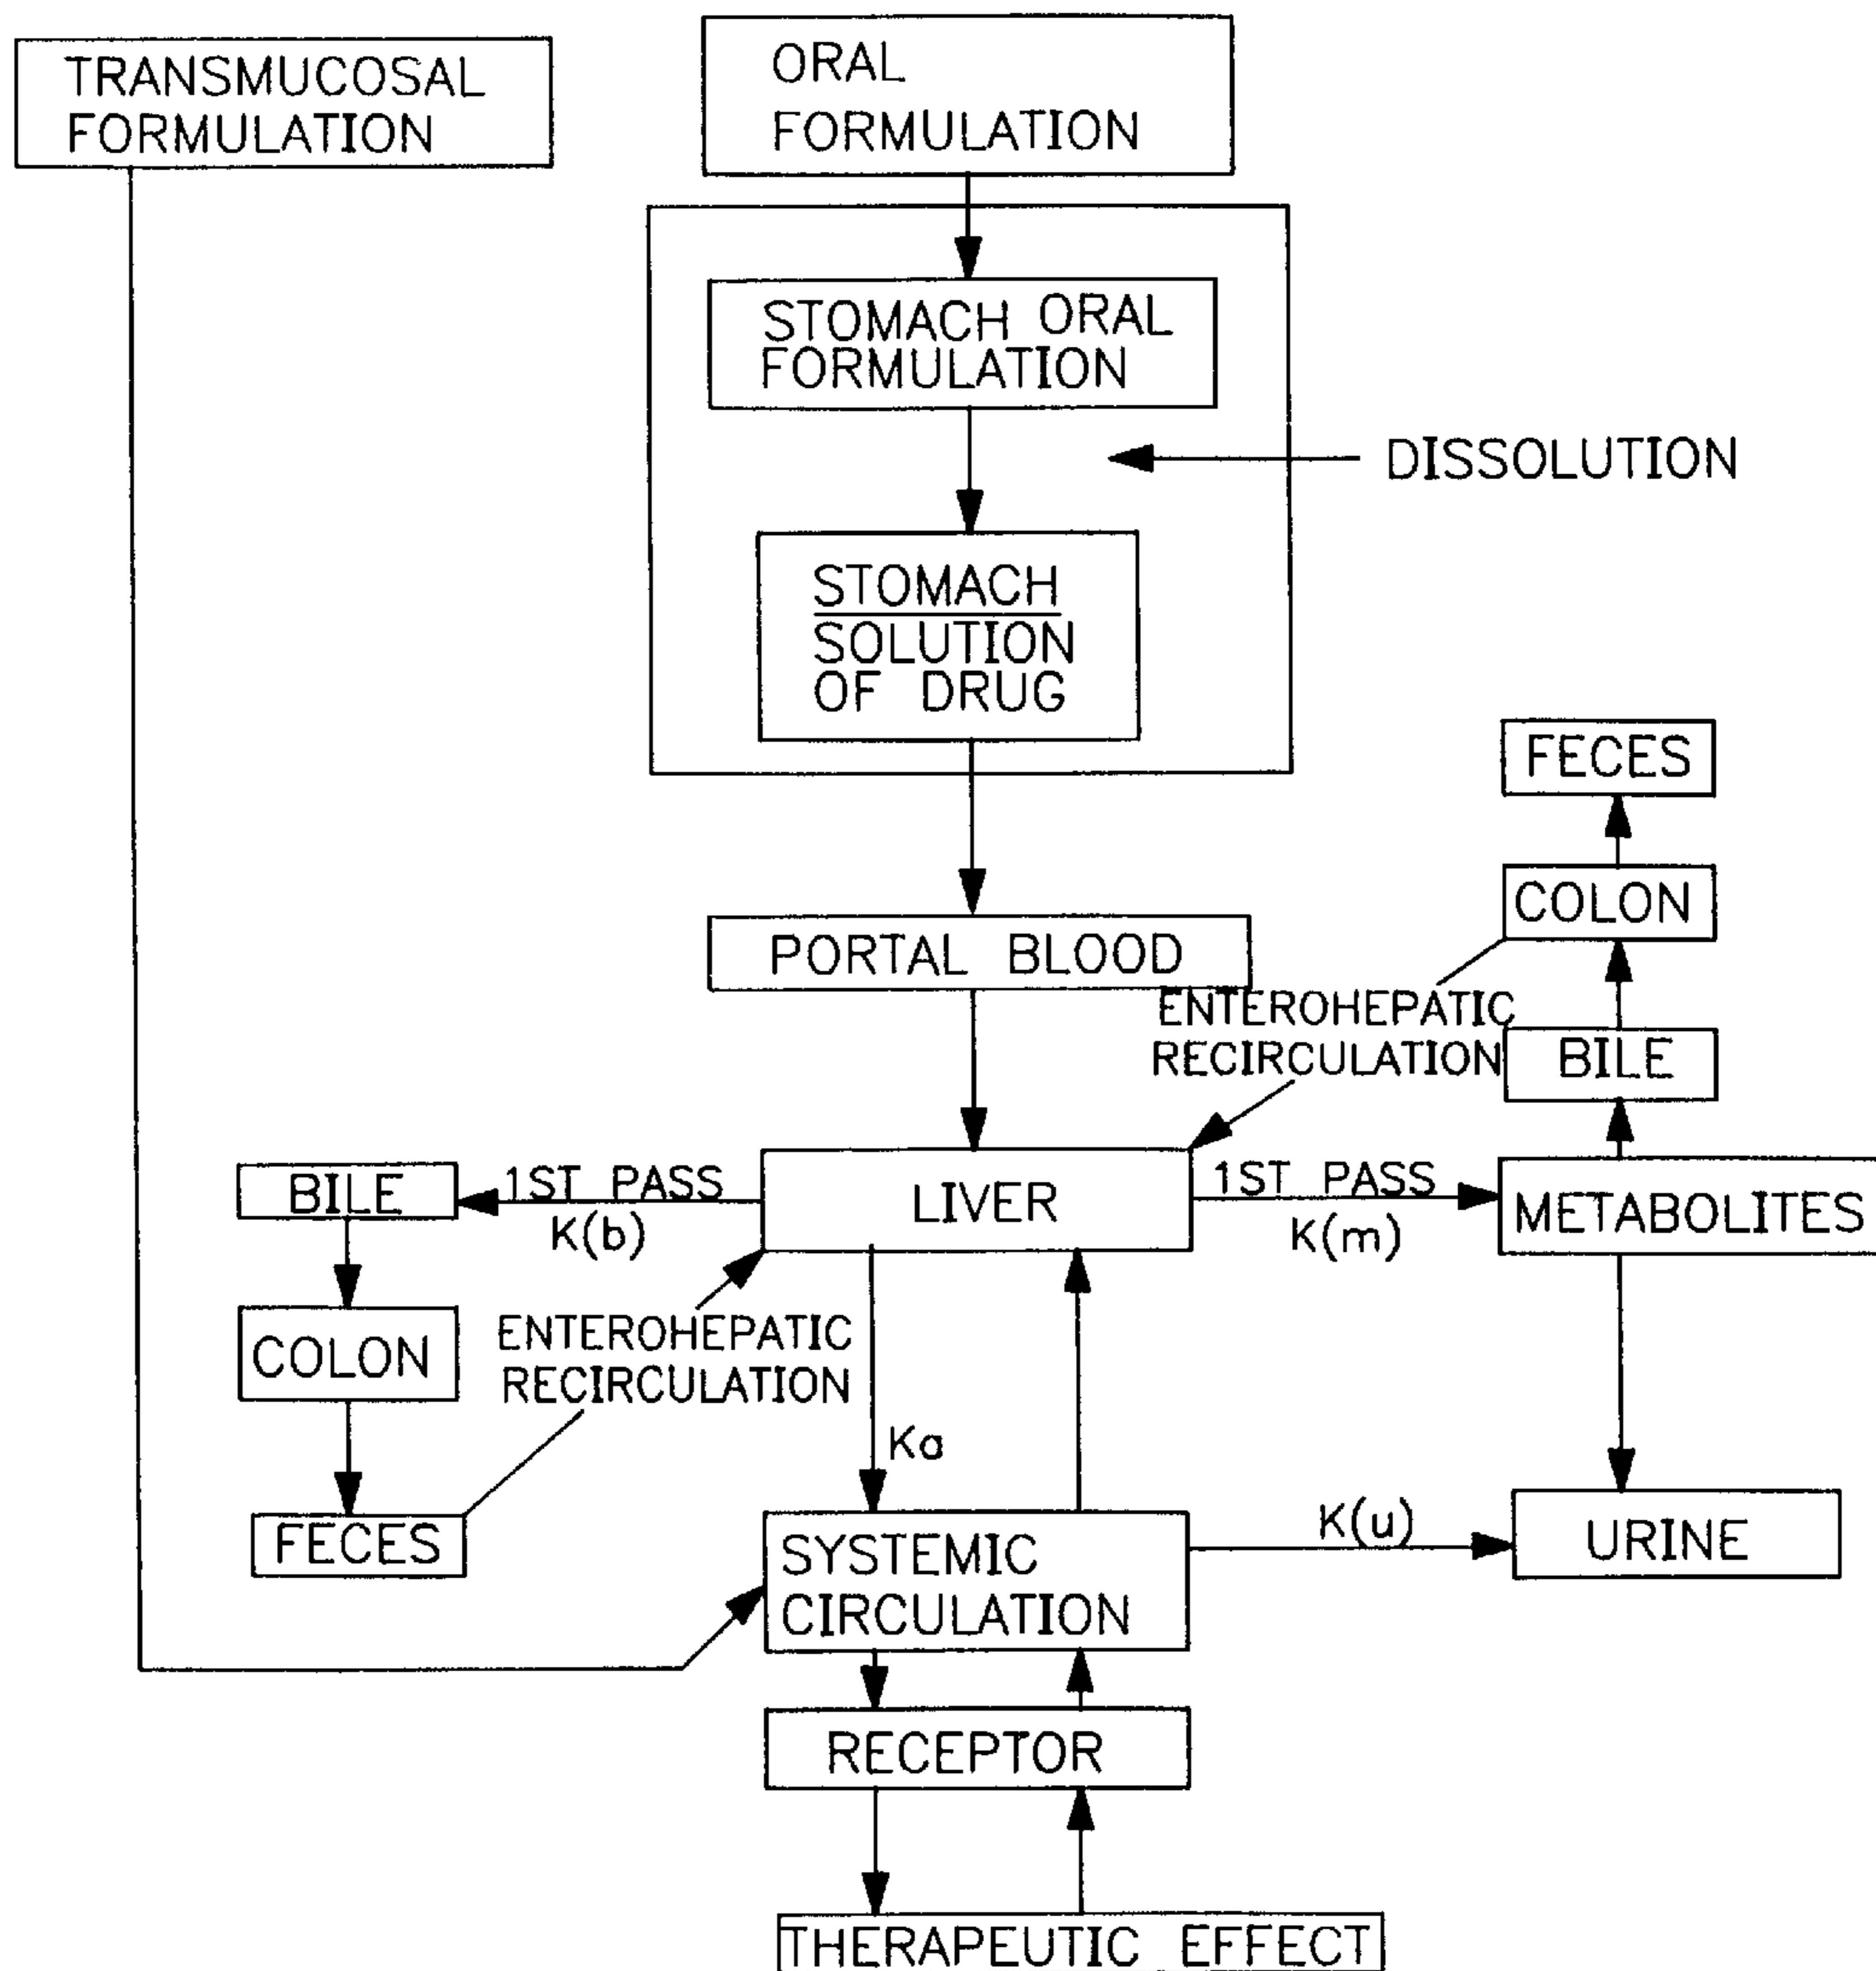 TRANSMUCOSAL
FORMULATION
ORAL
FORMULATION
STOMACH ORAL
FORMULATION
DISSOLUTION
STOMACH
SOLUTION
OF DRUG
FECES
COLON
PORTAL BLOOD
ENTEROHEPATIC
RECIRCULATION
BILE
BILE
1ST PASS
K(b)
LIVER
1ST PASS
K(m)
METABOLITES
COLON
ENTEROHEPATIC
RECIRCULATION
Ka
FECES
SYSTEMIC
CIRCULATION
K(u)
URINE
RECEPTOR
THERAPEUTIC EFFECT